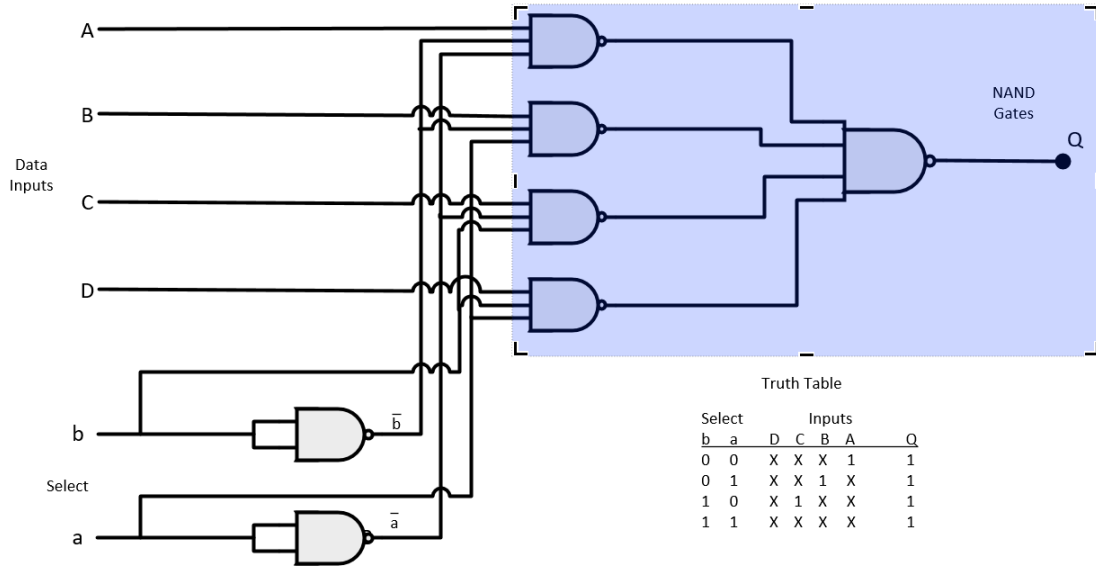 A
B
Data
Inputs
C
D
b
b̅
Select
a
a̅
NAND
Gates
Q
Truth Table
Select Inputs
b a D C B A Q
0 0 X X X 1 1
0 1 X X 1 X 1
1 0 X 1 X X 1
1 1 X X X X 1